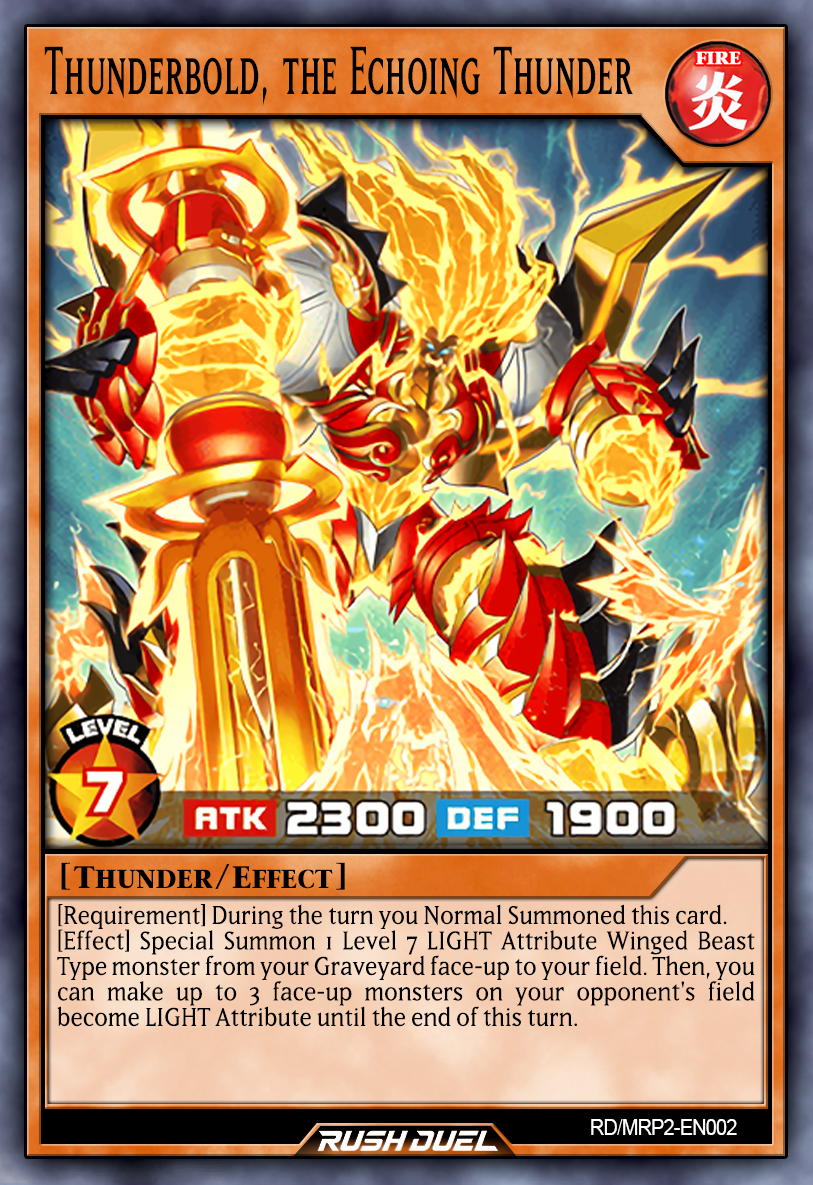 Thunderbold, the Echoing Thunder
FIRE
炎
LEVEL
7
ATK 2300 DEF 1900
[Thunder/Effect]
[Requirement] During the turn you Normal Summoned this card.
[Effect] Special Summon 1 Level 7 LIGHT Attribute Winged Beast
Type monster from your Graveyard face-up to your field. Then, you
can make up to 3 face-up monsters on your opponent's field
become LIGHT Attribute until the end of this turn.
RUSH DUEL
RD/MRP2-EN002